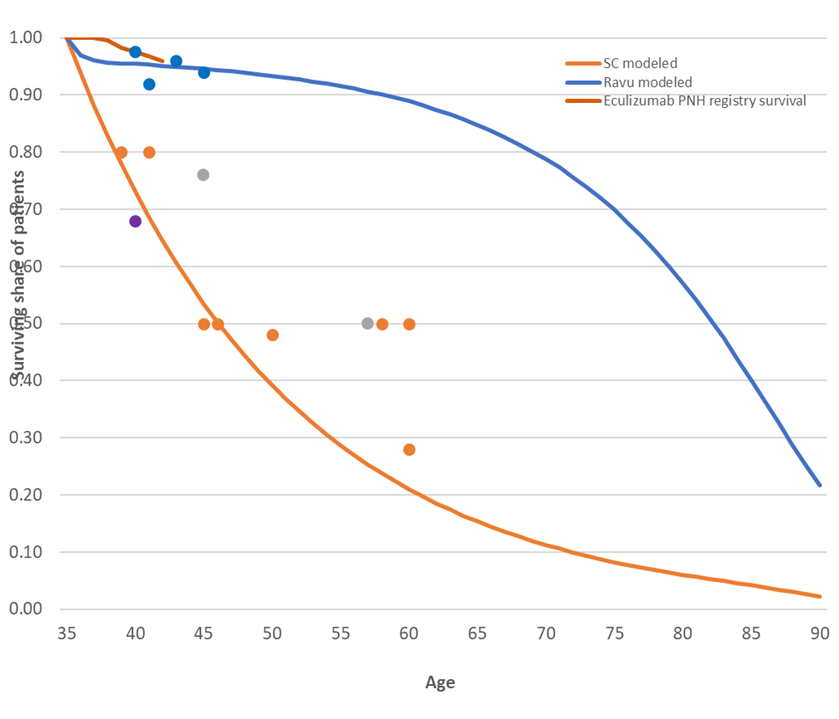 1.00
SC modeled
Ravu modeled
0.90
Eculizumab PNH registry survival
0.80
0.70
0.60
0.50
0.40
Surviving share of patients
0.30
0.20
0.10
0.00
35 40 45 50 55 60 65 70 75 80 85 90
Age